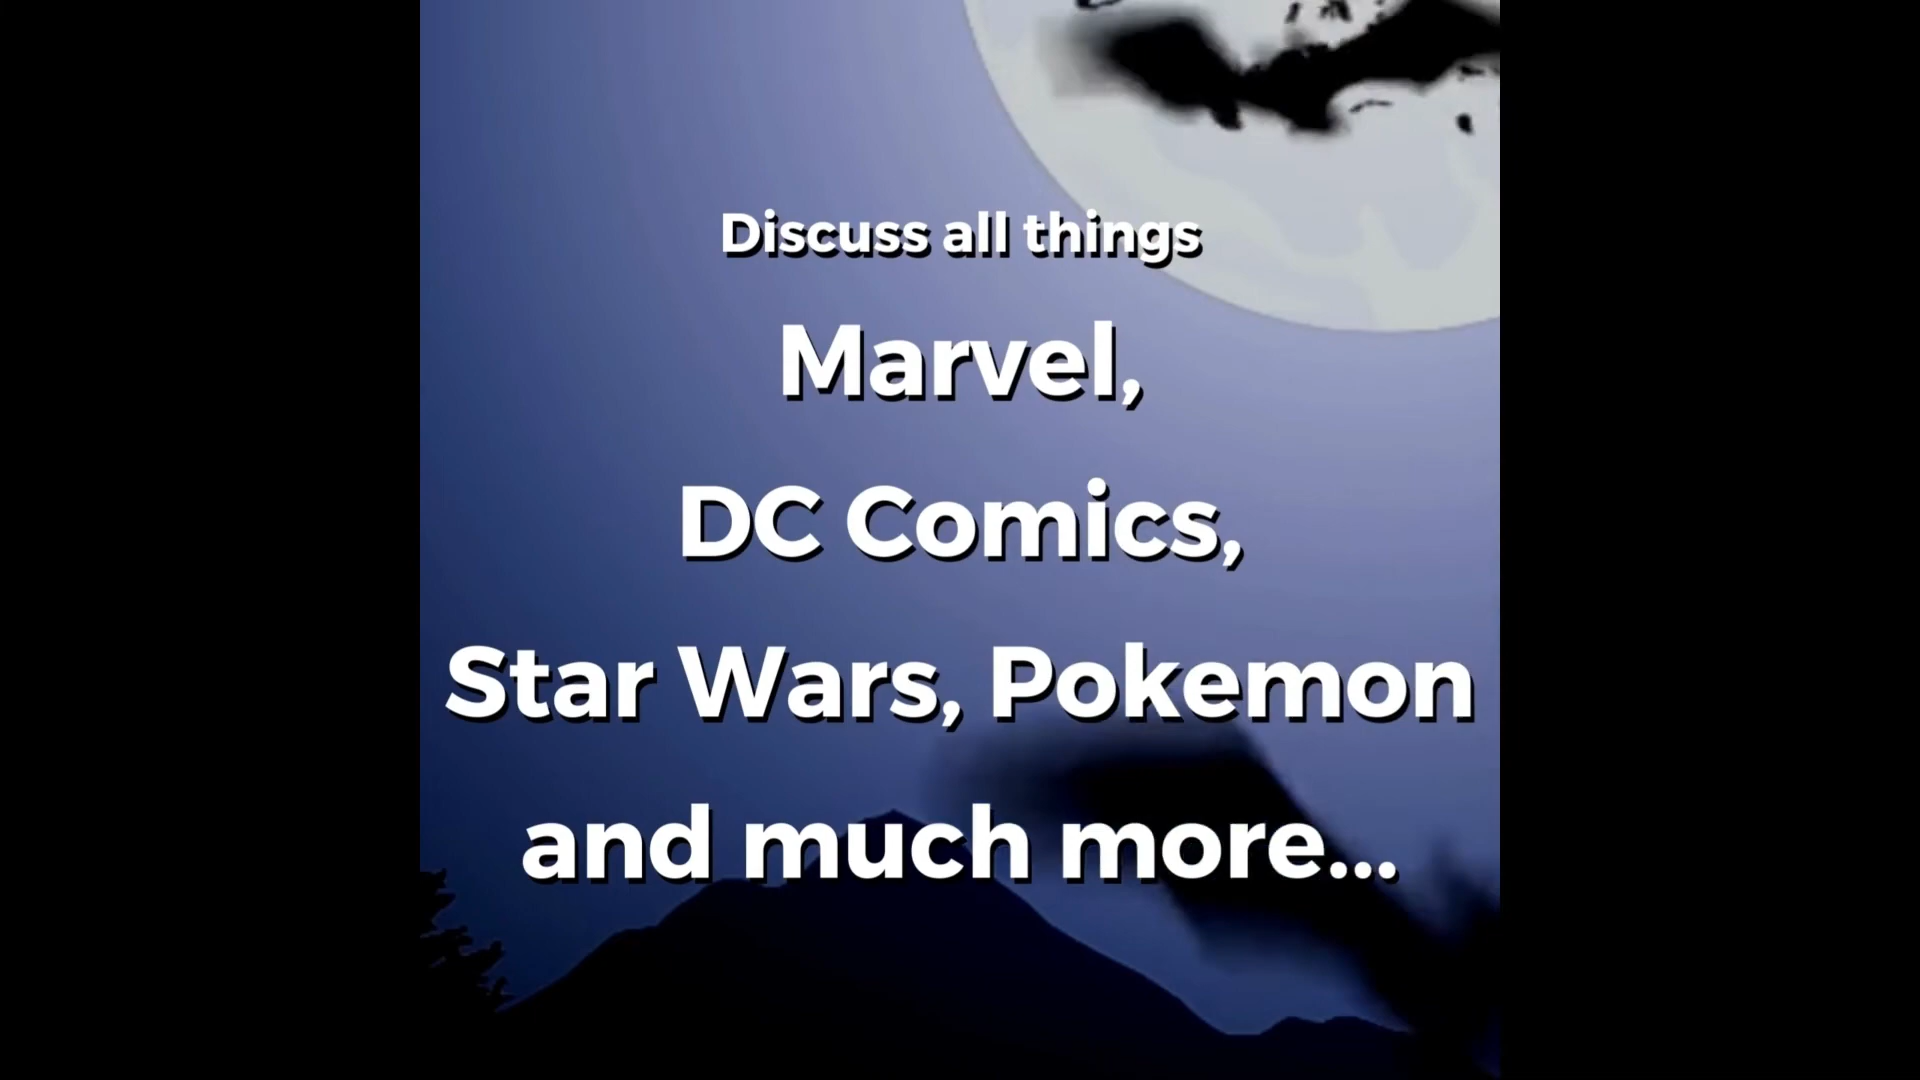 Discuss all things
Marvel,
DC Comics,
Star Wars, Pokemon
and much more...